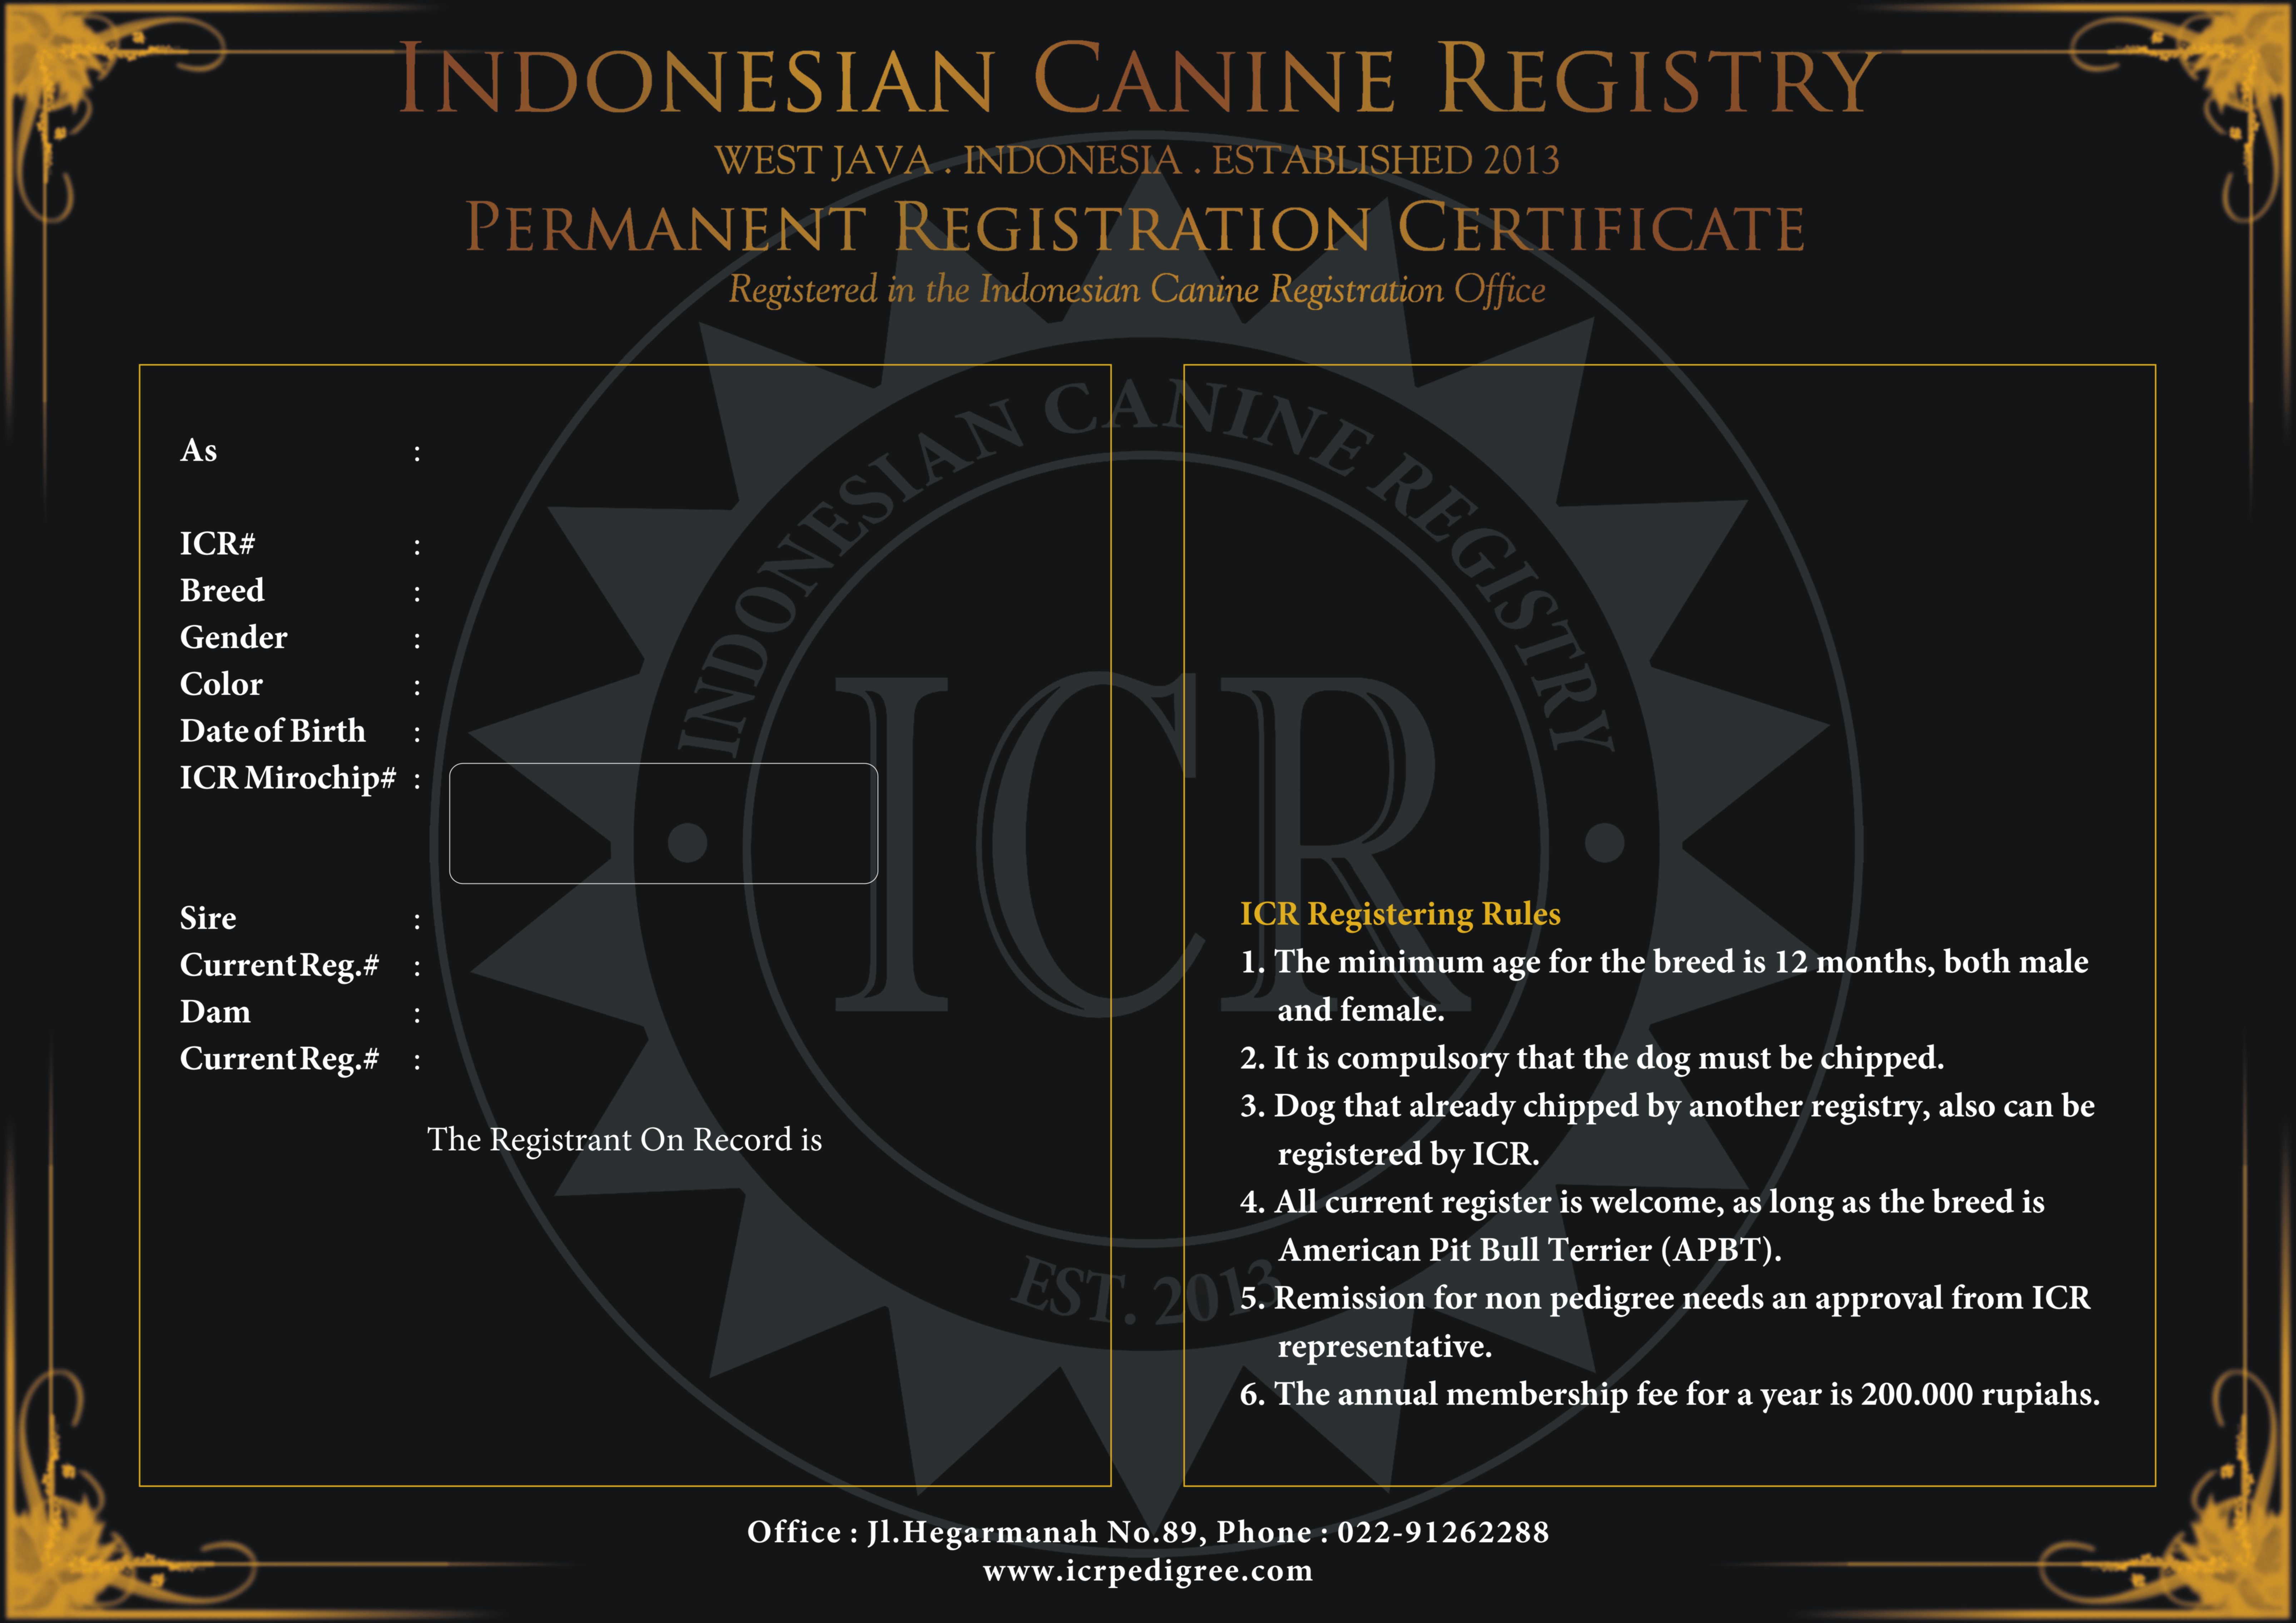 INDONESIAN CANINE REGISTRY
WEST JAVA . INDONESIA . ESTABLISHED 2013
PERMANENT REGISTRATION CERTIFICATE
Registered in the Indonesian Canine Registration Office
INDONESIAN CANINE REGISTRY
ICR
EST. 2013
As :
ICR# :
Breed :
Gender :
Color :
Date of Birth :
ICR Mirochip# :
Sire :
Current Reg.# :
Dam :
Current Reg.# :
The Registrant On Record is
ICR Registering Rules
1. The minimum age for the breed is 12 months, both male
and female.
2. It is compulsory that the dog must be chipped.
3. Dog that already chipped by another registry, also can be
registered by ICR.
4. All current register is welcome, as long as the breed is
American Pit Bull Terrier (APBT).
5. Remission for non pedigree needs an approval from ICR
representative.
6. The annual membership fee for a year is 200.000 rupiahs.
Office : Jl.Hegarmanah No.89, Phone : 022-91262288
www.icrpedigree.com